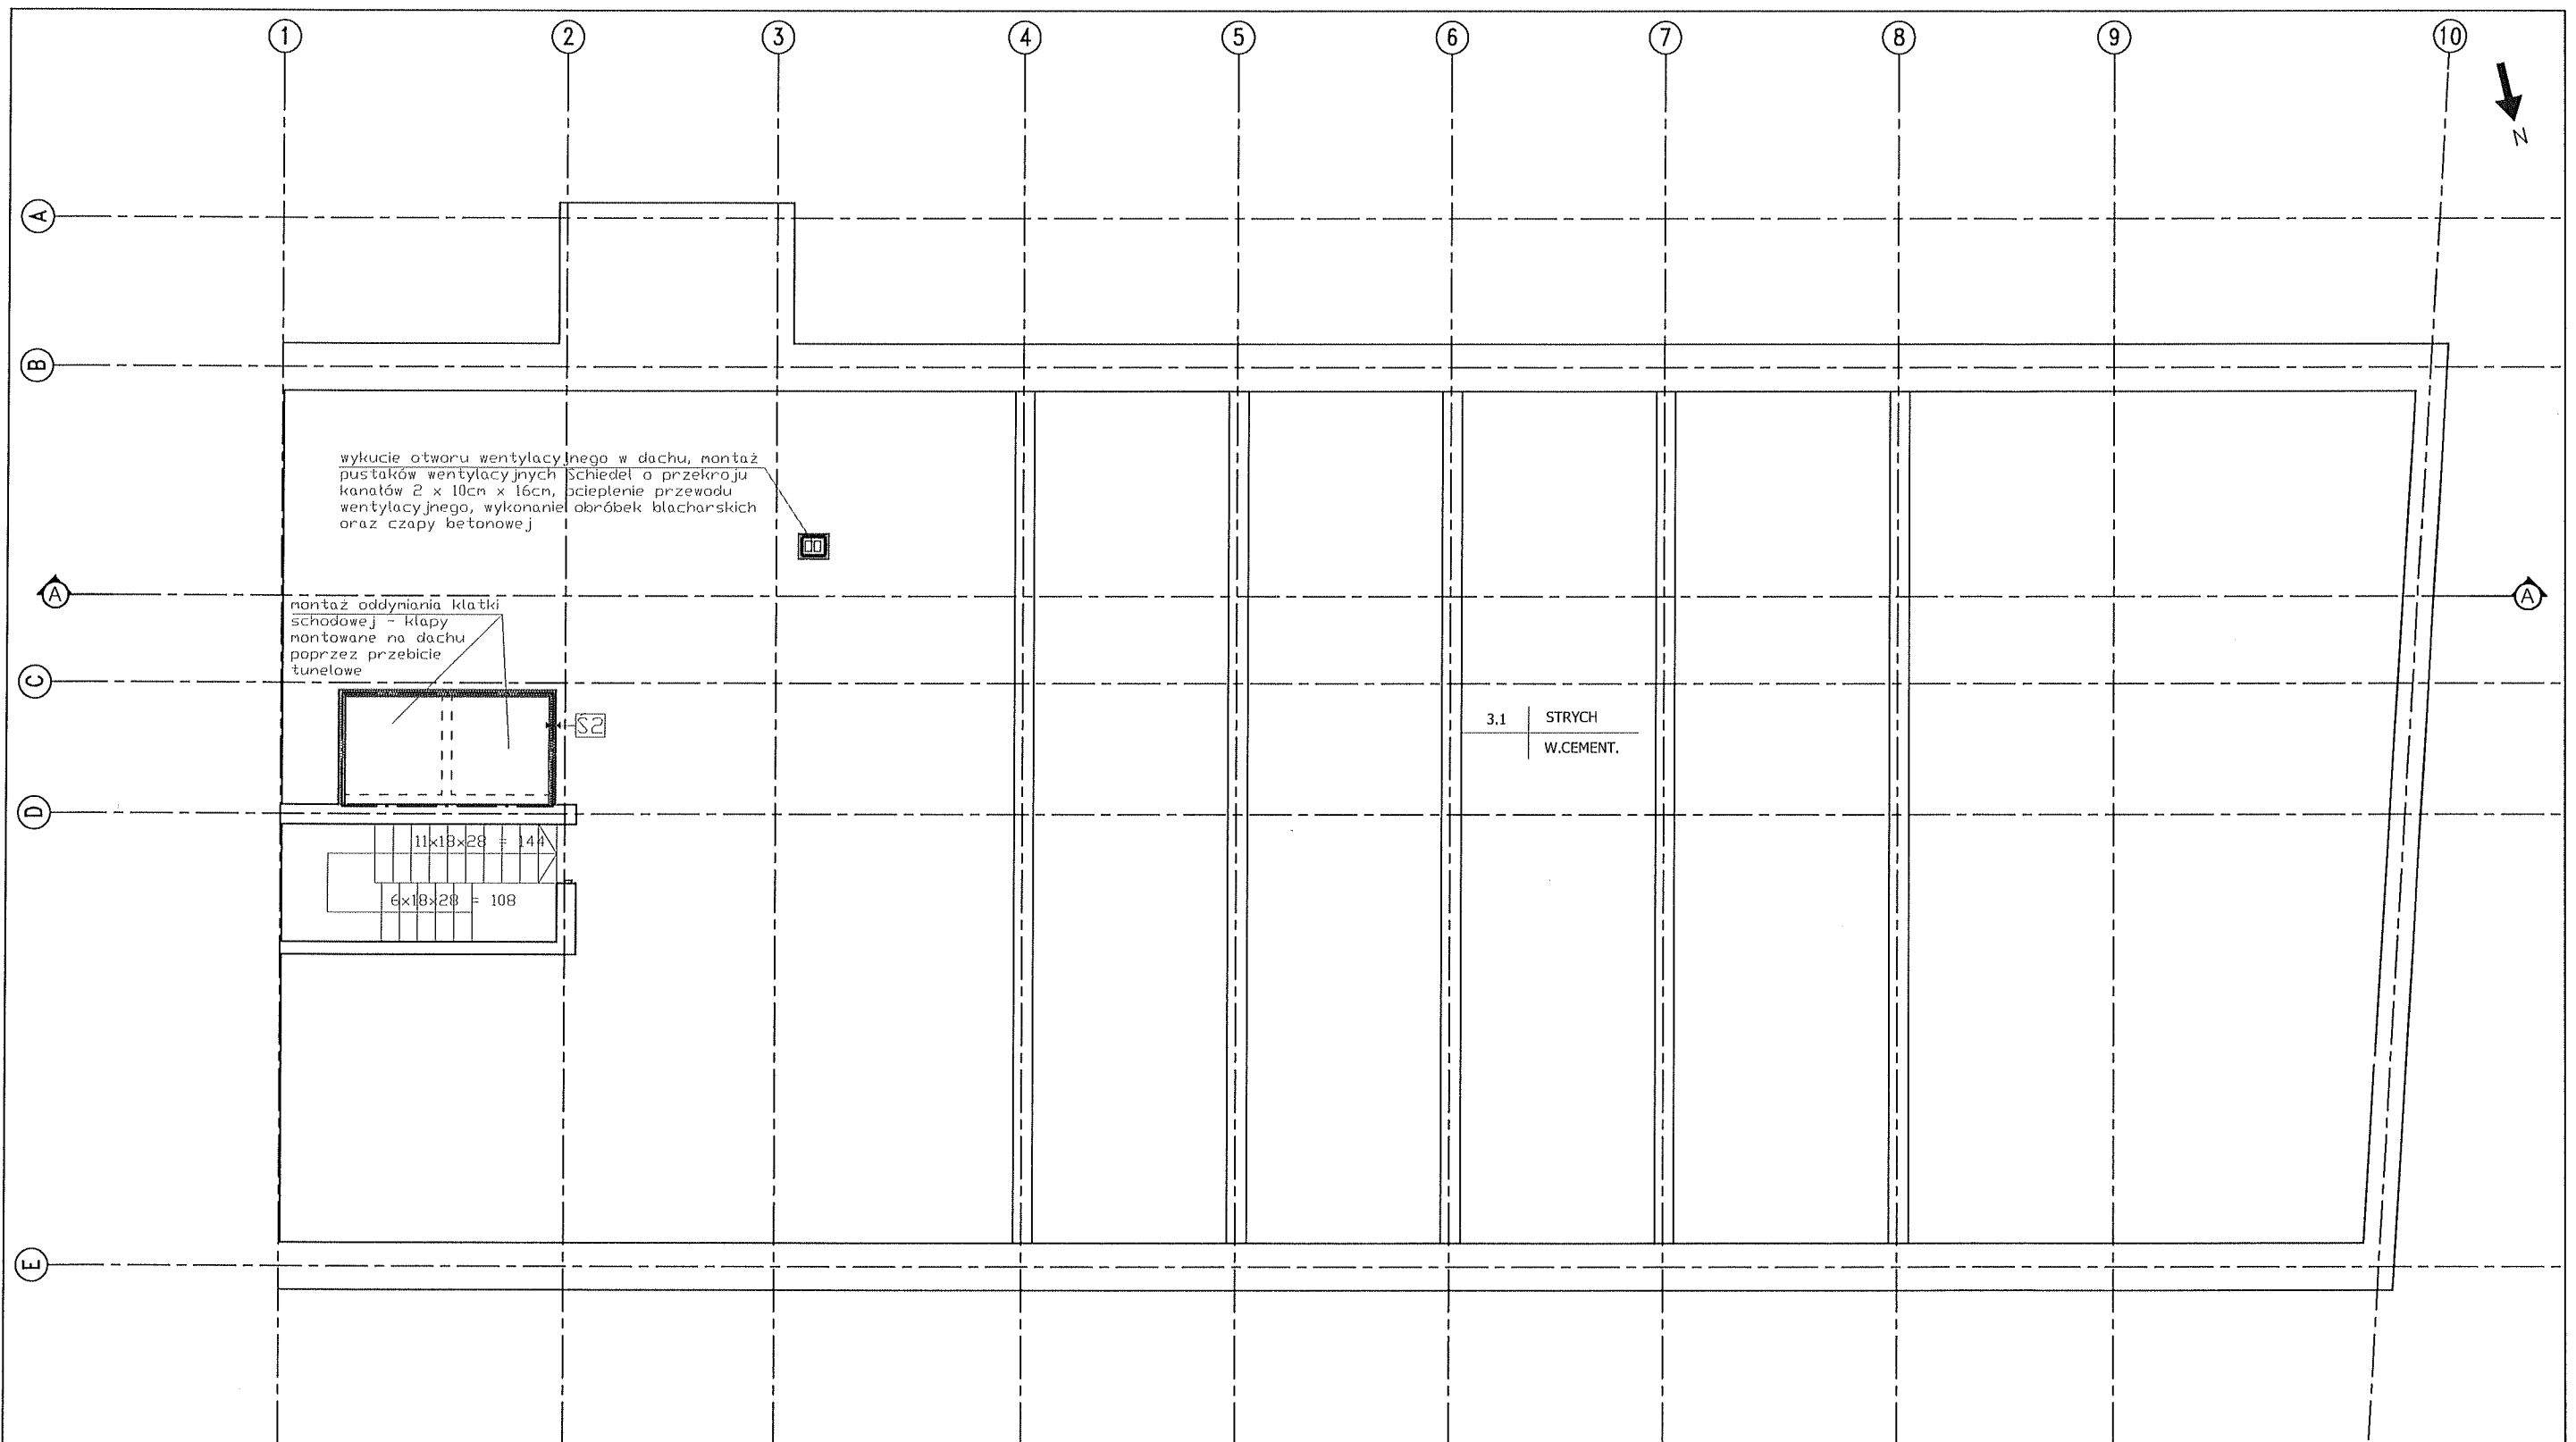 1 2 3 4 5 6 7 8 9 10
N
A
B
wykucie otworu wentylacyjnego w dachu, montaż
pustaków wentylacyjnych Schiedel o przekroju
kanałów 2 x 10cm x 16cm, ocieplenie przewodu
wentylacyjnego, wykonanie obróbek blacharskich
oraz czapy betonowej
A A
montaż oddymiania klatki
schodowej - klapy
montowane na dachu
poprzez przebicie
tunelowe
C
S2
3.1 STRYCH
W.CEMENT.
D
11x18x28 = 144
6x18x28 = 108
E